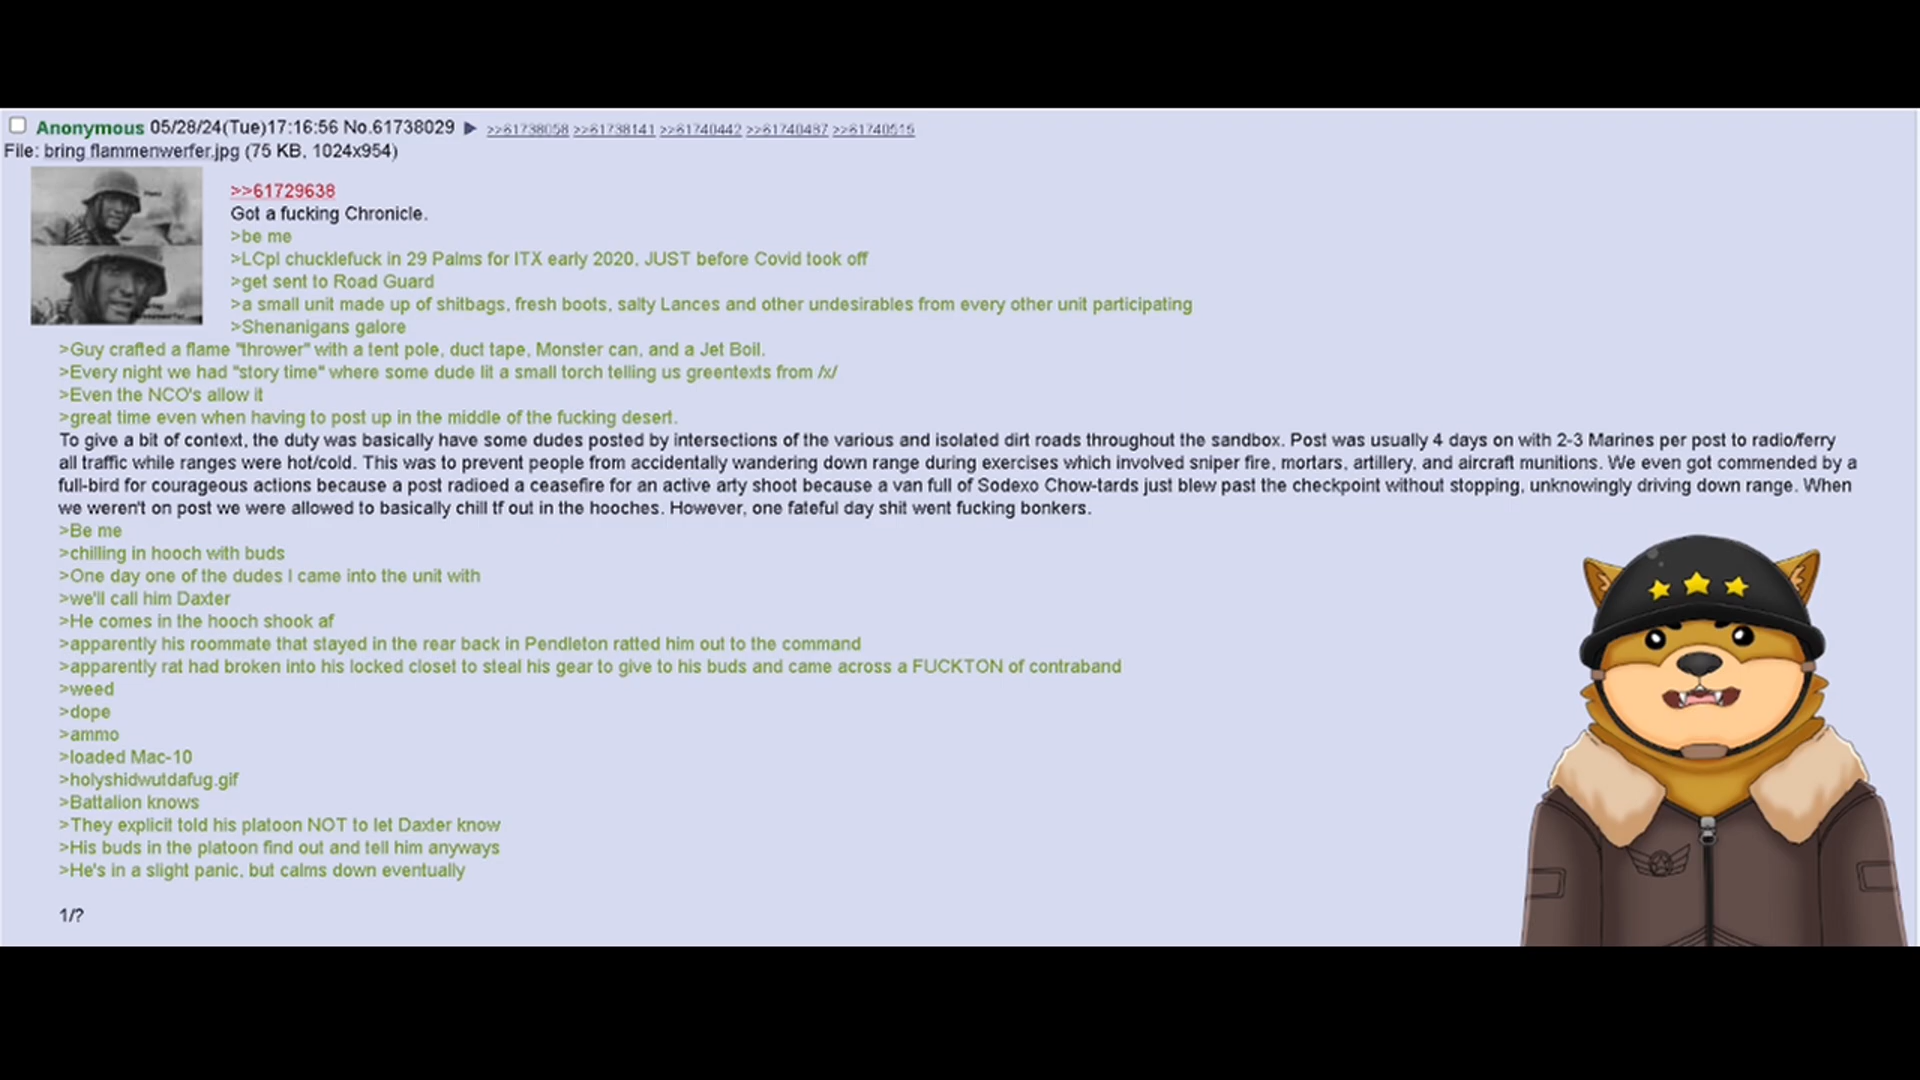 Anonymous 05/28/24(Tue)17:16:56 No.61738029 ▶ >>61738058 >>61738141 >>61740442 >>61740487 >>61740516
File: bring flammenwerfer.jpg (75 KB, 1024x954)
>>61729638
Got a fucking Chronicle.
>be me
>LCpl chucklefuck in 29 Palms for ITX early 2020, JUST before Covid took off
>get sent to Road Guard
>a small unit made up of shitbags, fresh boots, salty Lances and other undesirables from every other unit participating
>Shenanigans galore
>Guy crafted a flame "thrower" with a tent pole, duct tape, Monster can, and a Jet Boil.
>Every night we had "story time" where some dude lit a small torch telling us greentexts from /x/
>Even the NCO's allow it
>great time even when having to post up in the middle of the fucking desert.
To give a bit of context, the duty was basically have some dudes posted by intersections of the various and isolated dirt roads throughout the sandbox. Post was usually 4 days on with 2-3 Marines per post to radio/ferry
all traffic while ranges were hot/cold. This was to prevent people from accidentally wandering down range during exercises which involved sniper fire, mortars, artillery, and aircraft munitions. We even got commended by a
full-bird for courageous actions because a post radioed a ceasefire for an active arty shoot because a van full of Sodexo Chow-tards just blew past the checkpoint without stopping, unknowingly driving down range. When
we weren't on post we were allowed to basically chill tf out in the hooches. However, one fateful day shit went fucking bonkers.
>Be me
>chilling in hooch with buds
>One day one of the dudes I came into the unit with
>we'll call him Daxter
>He comes in the hooch shook af
>apparently his roommate that stayed in the rear back in Pendleton ratted him out to the command
>apparently rat had broken into his locked closet to steal his gear to give to his buds and came across a FUCKTON of contraband
>weed
>dope
>ammo
>loaded Mac-10
>holyshidwutdafug.gif
>Battalion knows
>They explicit told his platoon NOT to let Daxter know
>His buds in the platoon find out and tell him anyways
>He's in a slight panic, but calms down eventually
1/?